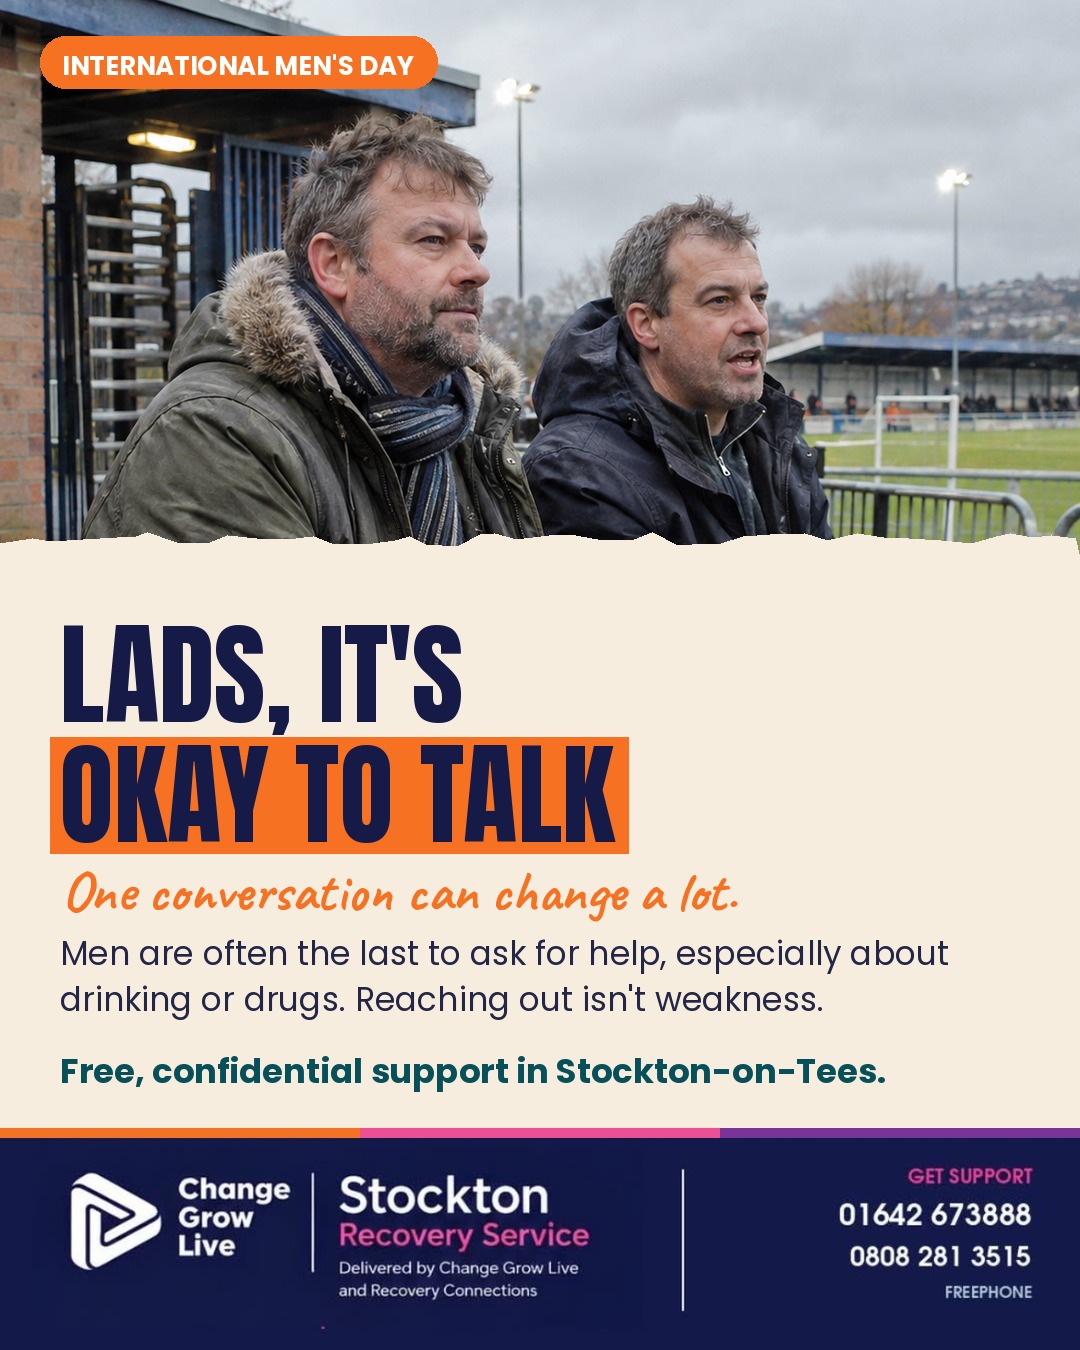 INTERNATIONAL MEN'S DAY
LADS, IT'S
OKAY TO TALK
One conversation can change a lot.
Men are often the last to ask for help, especially about
drinking or drugs. Reaching out isn't weakness.
Free, confidential support in Stockton-on-Tees.
Change
Grow
Live
Stockton
Recovery Service
Delivered by Change Grow Live
and Recovery Connections
GET SUPPORT
01642 673888
0808 281 3515
FREEPHONE